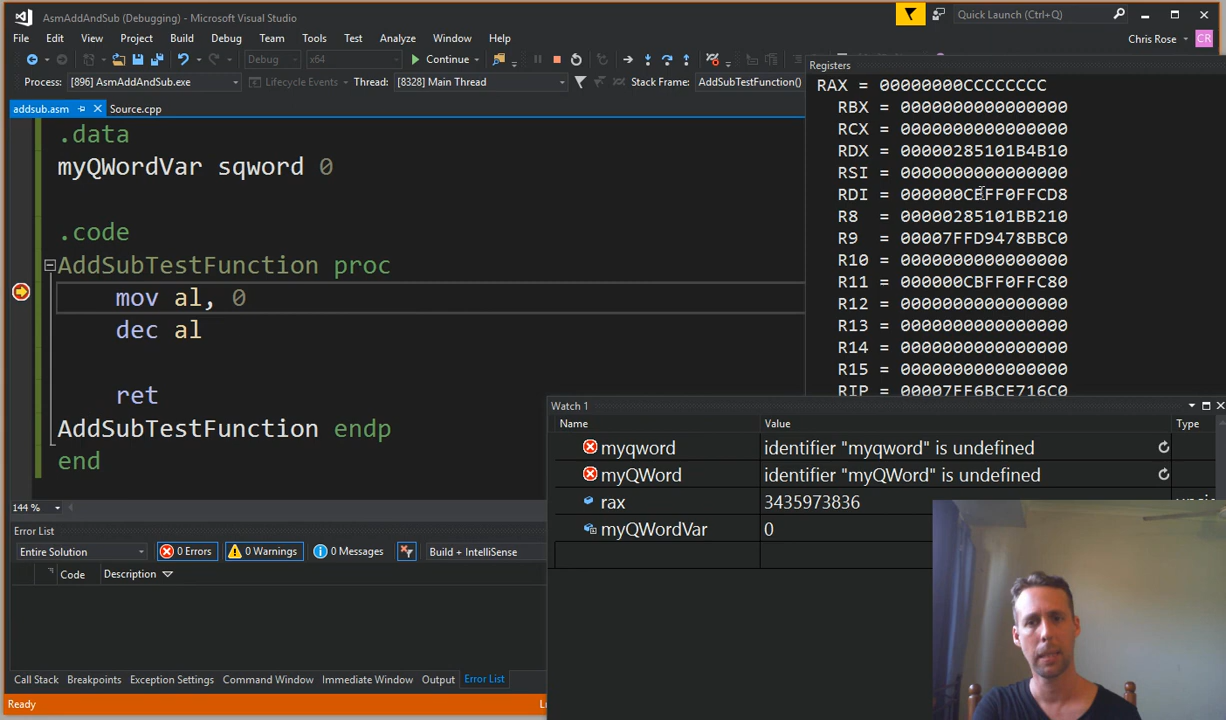 AsmAddAndSub (Debugging) - Microsoft Visual Studio
Quick Launch (Ctrl+Q)
File Edit View Project Build Debug Team Tools Test Analyze Window Help
Chris Rose CR
Debug x64 Continue
Process: [896] AsmAddAndSub.exe Lifecycle Events Thread: [8328] Main Thread Stack Frame: AddSubTestFunction()
addsub.asm Source.cpp
.data
myQWordVar sqword 0
.code
AddSubTestFunction proc
mov al, 0
dec al
ret
AddSubTestFunction endp
end
144 %
Registers
RAX = 00000000CCCCCCCC
RBX = 0000000000000000
RCX = 0000000000000000
RDX = 00000285101B4B10
RSI = 0000000000000000
RDI = 000000CBFF0FFCD8
R8 = 00000285101BB210
R9 = 00007FFD9478BBC0
R10 = 0000000000000000
R11 = 000000CBFF0FFC80
R12 = 0000000000000000
R13 = 0000000000000000
R14 = 0000000000000000
R15 = 0000000000000000
RIP = 00007FF6BCE716C0
Watch 1
Name Value Type
myqword identifier "myqword" is undefined
myQWord identifier "myQWord" is undefined
rax 3435973836
myQWordVar 0
Error List
Entire Solution 0 Errors 0 Warnings 0 Messages Build + IntelliSense
Code Description
Call Stack Breakpoints Exception Settings Command Window Immediate Window Output Error List
Ready